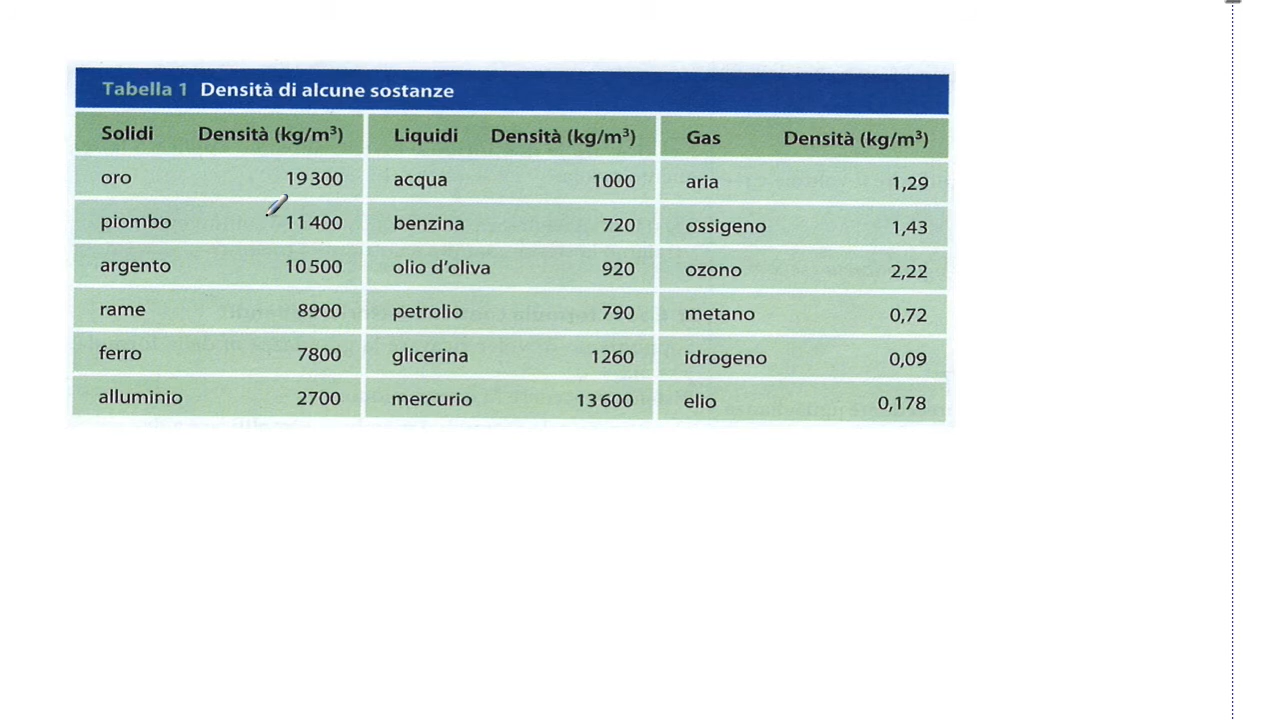 Tabella 1 Densità di alcune sostanze
Solidi Densità (kg/m³) Liquidi Densità (kg/m³) Gas Densità (kg/m³)
oro 19 300 acqua 1000 aria 1,29
piombo 11 400 benzina 720 ossigeno 1,43
argento 10 500 olio d'oliva 920 ozono 2,22
rame 8900 petrolio 790 metano 0,72
ferro 7800 glicerina 1260 idrogeno 0,09
alluminio 2700 mercurio 13 600 elio 0,178